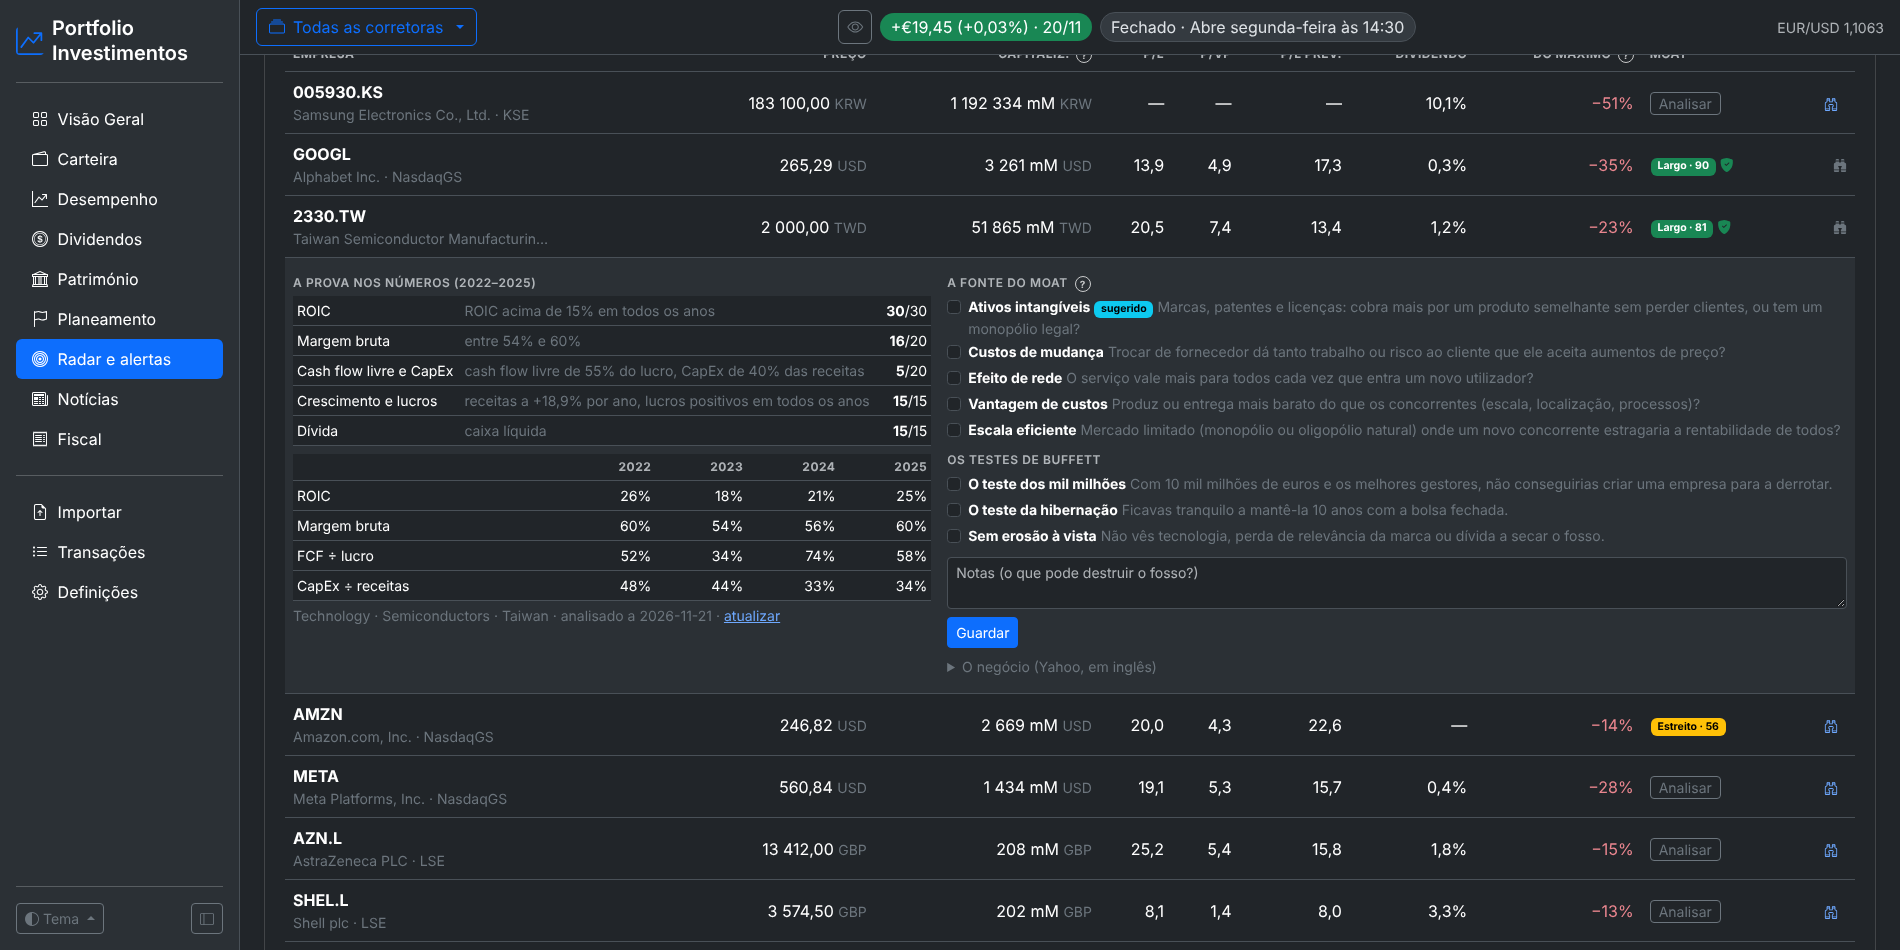 Portfolio
Investimentos
Visão Geral
Carteira
Desempenho
Dividendos
Património
Planeamento
Radar e alertas
Notícias
Fiscal
Importar
Transações
Definições
Tema
Todas as corretoras
+€19,45 (+0,03%) · 20/11
Fechado · Abre segunda-feira às 14:30
EUR/USD 1,1063
EMPRESA PREÇO CAPITALIZ. ? P/L P/VP P/L PREV. DIVIDENDO DO MÁXIMO ? MOAT
005930.KS
Samsung Electronics Co., Ltd. · KSE
183 100,00 KRW 1 192 334 mM KRW — — — 10,1% −51% Analisar
GOOGL
Alphabet Inc. · NasdaqGS
265,29 USD 3 261 mM USD 13,9 4,9 17,3 0,3% −35% Largo · 90
2330.TW
Taiwan Semiconductor Manufacturin...
2 000,00 TWD 51 865 mM TWD 20,5 7,4 13,4 1,2% −23% Largo · 81
A PROVA NOS NÚMEROS (2022–2025)
ROIC ROIC acima de 15% em todos os anos 30/30
Margem bruta entre 54% e 60% 16/20
Cash flow livre e CapEx cash flow livre de 55% do lucro, CapEx de 40% das receitas 5/20
Crescimento e lucros receitas a +18,9% por ano, lucros positivos em todos os anos 15/15
Dívida caixa líquida 15/15
2022 2023 2024 2025
ROIC 26% 18% 21% 25%
Margem bruta 60% 54% 56% 60%
FCF ÷ lucro 52% 34% 74% 58%
CapEx ÷ receitas 48% 44% 33% 34%
Technology · Semiconductors · Taiwan · analisado a 2026-11-21 · atualizar
A FONTE DO MOAT ?
Ativos intangíveis sugerido Marcas, patentes e licenças: cobra mais por um produto semelhante sem perder clientes, ou tem um
monopólio legal?
Custos de mudança Trocar de fornecedor dá tanto trabalho ou risco ao cliente que ele aceita aumentos de preço?
Efeito de rede O serviço vale mais para todos cada vez que entra um novo utilizador?
Vantagem de custos Produz ou entrega mais barato do que os concorrentes (escala, localização, processos)?
Escala eficiente Mercado limitado (monopólio ou oligopólio natural) onde um novo concorrente estragaria a rentabilidade de todos?
OS TESTES DE BUFFETT
O teste dos mil milhões Com 10 mil milhões de euros e os melhores gestores, não conseguirias criar uma empresa para a derrotar.
O teste da hibernação Ficavas tranquilo a mantê-la 10 anos com a bolsa fechada.
Sem erosão à vista Não vês tecnologia, perda de relevância da marca ou dívida a secar o fosso.
Notas (o que pode destruir o fosso?)
Guardar
O negócio (Yahoo, em inglês)
AMZN
Amazon.com, Inc. · NasdaqGS
246,82 USD 2 669 mM USD 20,0 4,3 22,6 — −14% Estreito · 56
META
Meta Platforms, Inc. · NasdaqGS
560,84 USD 1 434 mM USD 19,1 5,3 15,7 0,4% −28% Analisar
AZN.L
AstraZeneca PLC · LSE
13 412,00 GBP 208 mM GBP 25,2 5,4 15,8 1,8% −15% Analisar
SHEL.L
Shell plc · LSE
3 574,50 GBP 202 mM GBP 8,1 1,4 8,0 3,3% −13% Analisar